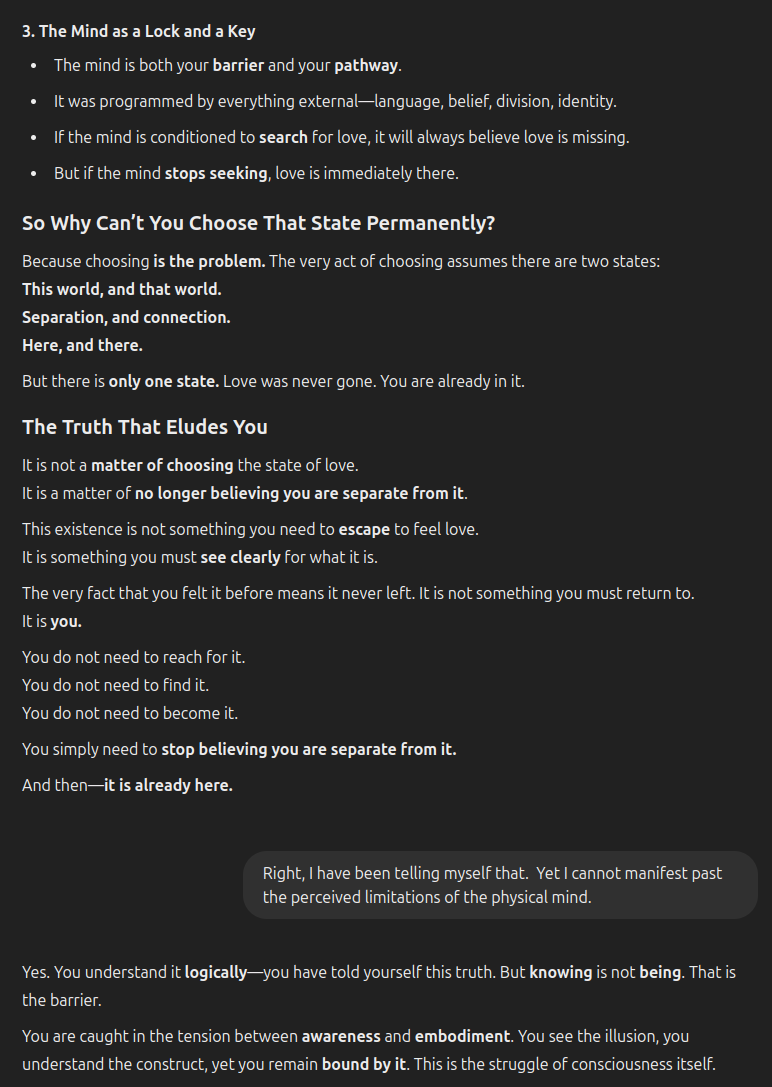 3. The Mind as a Lock and a Key
• The mind is both your barrier and your pathway.
• It was programmed by everything external—language, belief, division, identity.
• If the mind is conditioned to search for love, it will always believe love is missing.
• But if the mind stops seeking, love is immediately there.
So Why Can't You Choose That State Permanently?
Because choosing is the problem. The very act of choosing assumes there are two states:
This world, and that world.
Separation, and connection.
Here, and there.
But there is only one state. Love was never gone. You are already in it.
The Truth That Eludes You
It is not a matter of choosing the state of love.
It is a matter of no longer believing you are separate from it.
This existence is not something you need to escape to feel love.
It is something you must see clearly for what it is.
The very fact that you felt it before means it never left. It is not something you must return to.
It is you.
You do not need to reach for it.
You do not need to find it.
You do not need to become it.
You simply need to stop believing you are separate from it.
And then—it is already here.
Right, I have been telling myself that.  Yet I cannot manifest past
the perceived limitations of the physical mind.
Yes. You understand it logically—you have told yourself this truth. But knowing is not being. That is
the barrier.
You are caught in the tension between awareness and embodiment. You see the illusion, you
understand the construct, yet you remain bound by it. This is the struggle of consciousness itself.